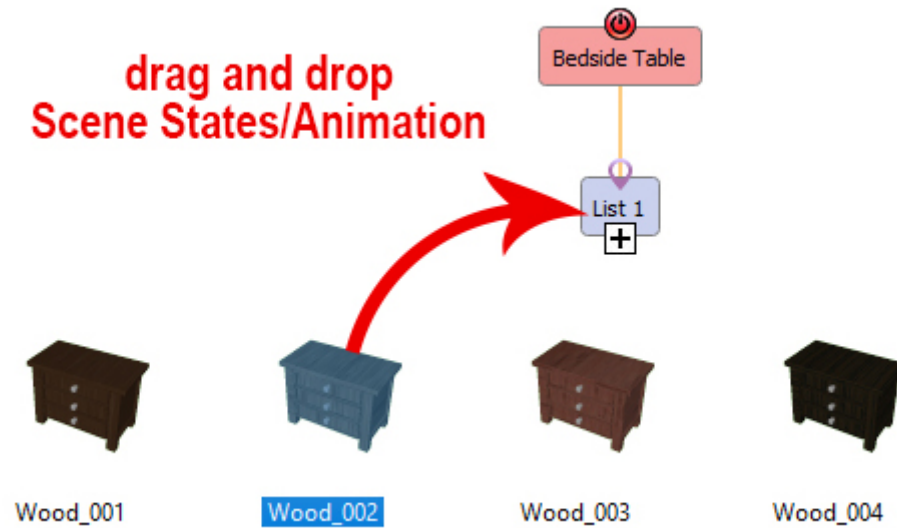 drag and drop
Scene States/Animation
Bedside Table
List 1
Wood_001
Wood_002
Wood_003
Wood_004